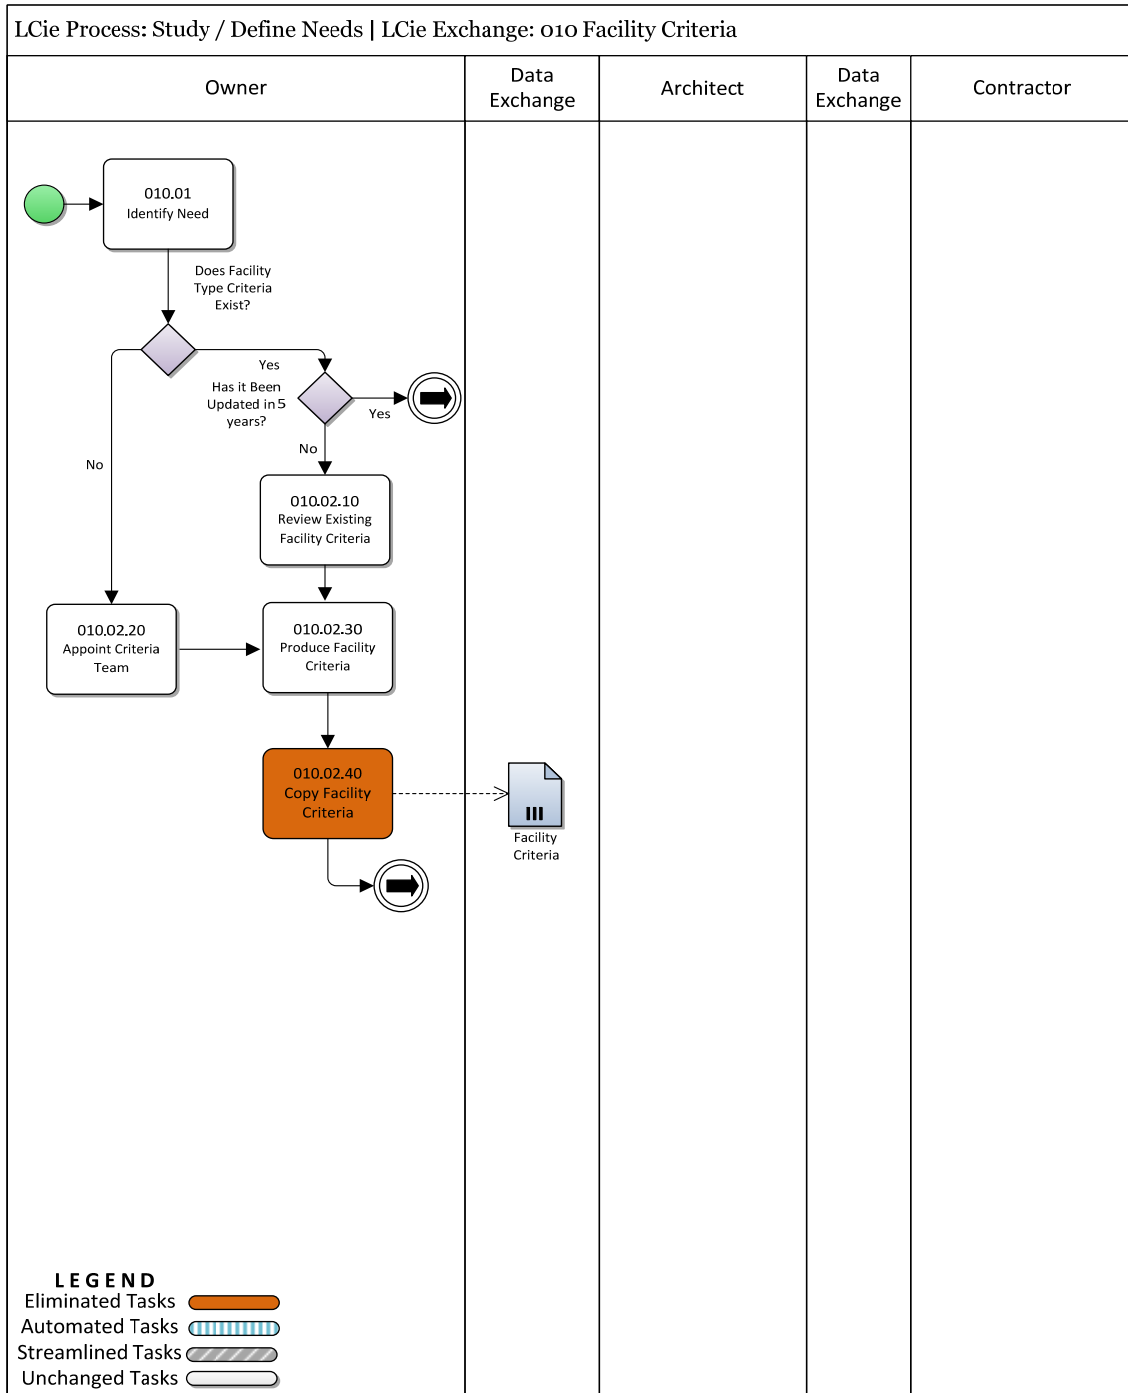 LCie Process: Study / Define Needs | LCie Exchange: 010 Facility Criteria
Owner
Data
Exchange
Architect
Data
Exchange
Contractor
010.01
Identify Need
Does Facility
Type Criteria
Exist?
Yes
Has it Been
Updated in 5
years?
Yes
No
No
010.02.10
Review Existing
Facility Criteria
010.02.20
Appoint Criteria
Team
010.02.30
Produce Facility
Criteria
010.02.40
Copy Facility
Criteria
Facility
Criteria
LEGEND
Eliminated Tasks
Automated Tasks
Streamlined Tasks
Unchanged Tasks